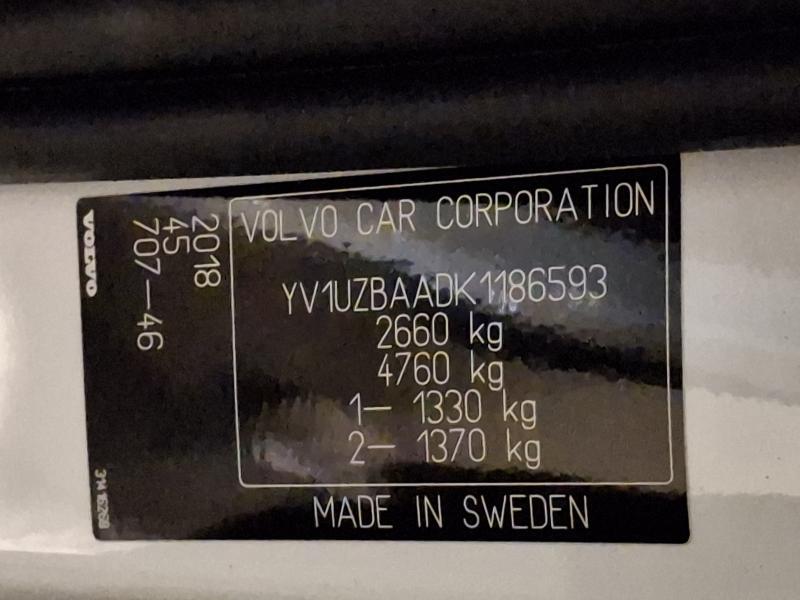 VOLVO
2018
45
707-46
VOLVO CAR CORPORATION
YV1UZBAADK1186593
2660 kg
4760 kg
1- 1330 kg
2- 1370 kg
MADE IN SWEDEN